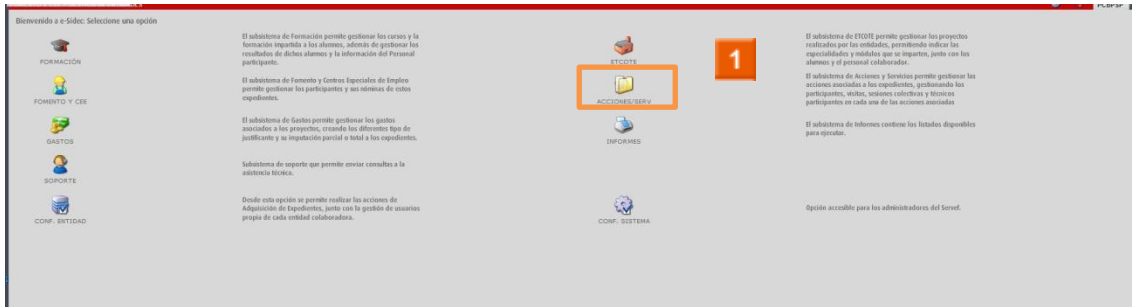 Bienvenido a e-Sidec: Seleccione una opción
FORMACIÓN
El subsistema de Formación permite gestionar los cursos y la
formación impartida a los alumnos, además de gestionar los
resultados de dichos alumnos y la información del Personal
participante.
ETCOTE
1
El subsistema de ETCOTE permite gestionar los proyectos
realizados por las entidades, permitiendo indicar las
especialidades y módulos que se imparten, junto con los
alumnos y el personal colaborador.
FOMENTO Y CEE
El subsistema de Fomento y Centros Especiales de Empleo
permite gestionar los participantes y sus nóminas de estos
expedientes.
ACCIONES/SERV
El subsistema de Acciones y Servicios permite gestionar las
acciones asociadas a los expedientes, gestionando los
participantes, visitas, sesiones colectivas y técnicos
participantes en cada una de las acciones asociadas
GASTOS
El subsistema de Gastos permite gestionar los gastos
asociados a los proyectos, creando los diferentes tipo de
justificante y su imputación parcial o total a los expedientes.
INFORMES
El subsistema de Informes contiene los listados disponibles
para ejecutar.
SOPORTE
Subsistema de soporte que permite enviar consultas a la
asistencia técnica.
CONF. ENTIDAD
Desde esta opción se permite realizar las acciones de
Adquisición de Expedientes, junto con la gestión de usuarios
propia de cada entidad colaboradora.
CONF. SISTEMA
Opción accesible para los administradores del Servef.